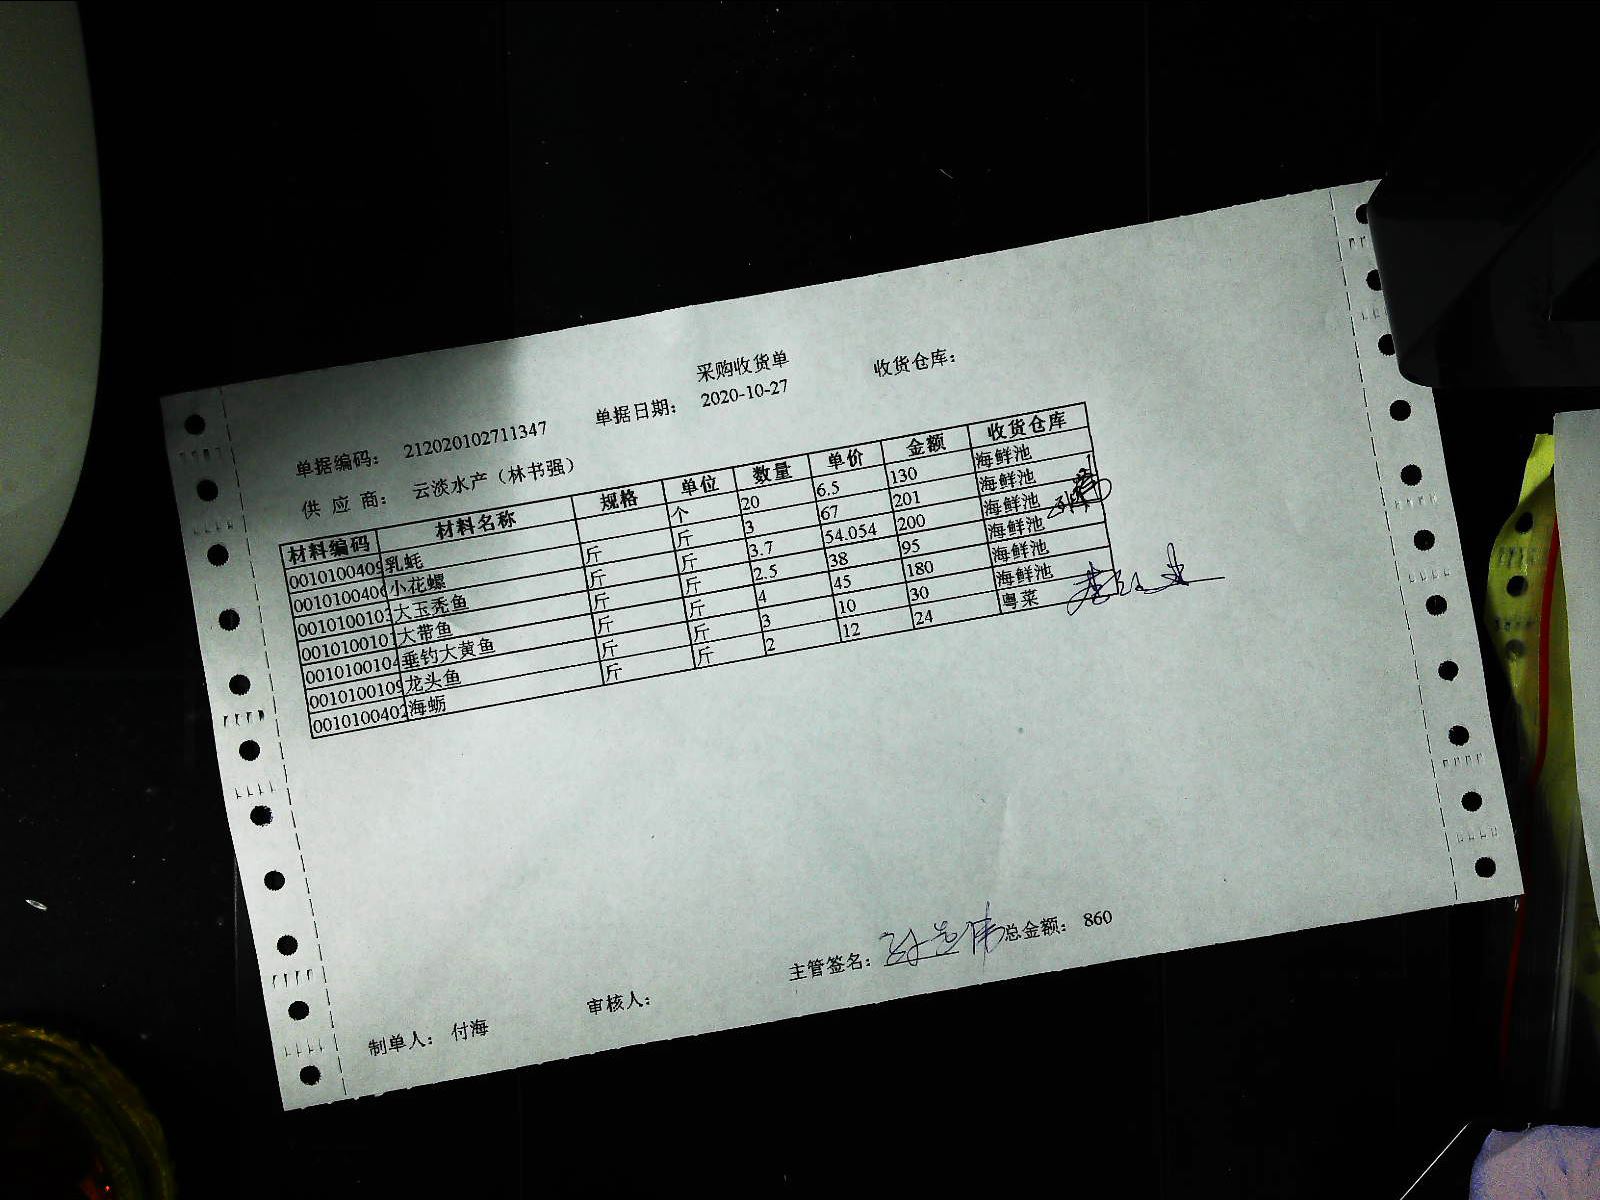 采购收货单
单据编码： 212020102711347 单据日期： 2020-10-27 收货仓库：
供 应 商： 云淡水产（林书强）
材料编码 材料名称 规格 单位 数量 单价 金额 收货仓库
0010100409 乳蚝 个 20 6.5 130 海鲜池
0010100406 小花螺 斤 斤 3 67 201 海鲜池
0010100103 大玉秃鱼 斤 斤 3.7 54.054 200 海鲜池
0010100101 大带鱼 斤 斤 2.5 38 95 海鲜池
0010100104 垂钓大黄鱼 斤 斤 4 45 180 海鲜池
0010100109 龙头鱼 斤 斤 3 10 30 海鲜池
0010100402 海蛎 斤 斤 2 12 24 粤菜
制单人： 付海 审核人： 主管签名： 总金额： 860